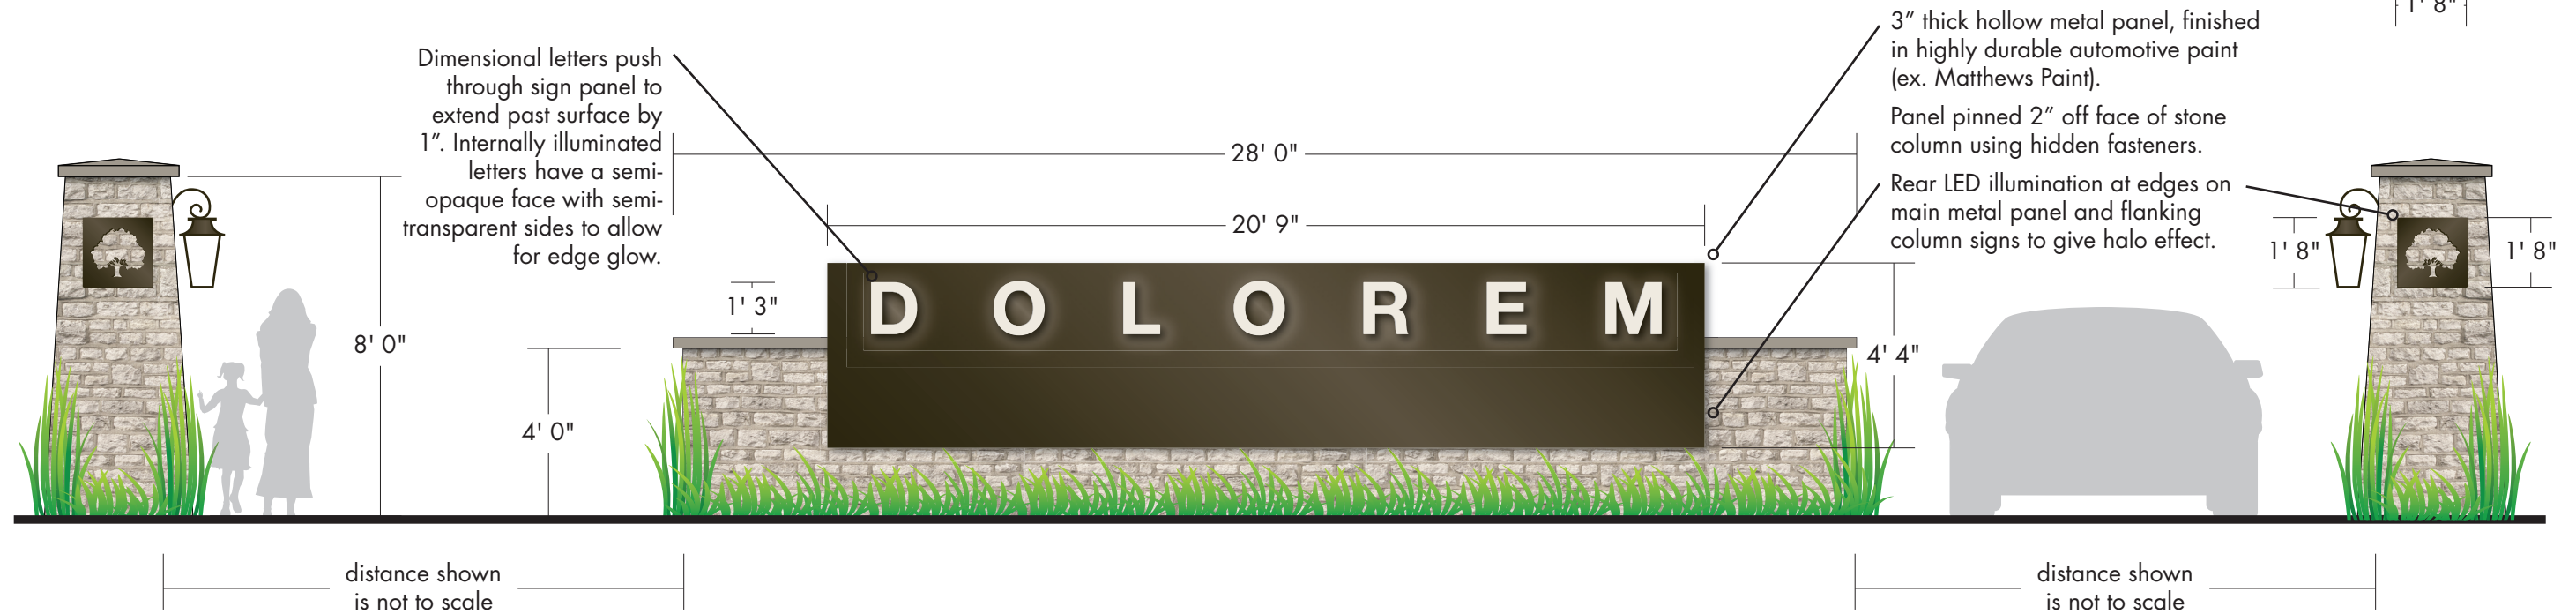 1' 8"
3” thick hollow metal panel, finished
in highly durable automotive paint
(ex. Matthews Paint).
Panel pinned 2” off face of stone
column using hidden fasteners.
Rear LED illumination at edges on
main metal panel and flanking
column signs to give halo effect.
Dimensional letters push
through sign panel to
extend past surface by
1”. Internally illuminated
letters have a semi-
opaque face with semi-
transparent sides to allow
for edge glow.
28' 0"
20' 9"
1' 3"
DOLOREM
8' 0"
4' 0"
4' 4"
1' 8"
1' 8"
distance shown
is not to scale
distance shown
is not to scale